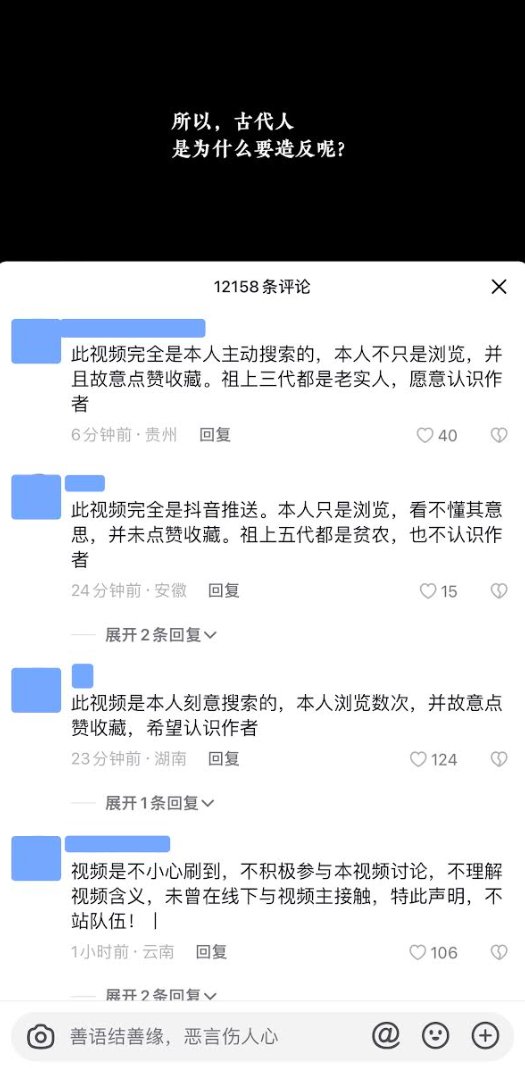 所以，古代人
是为什么要造反呢?
12158条评论
此视频完全是本人主动搜索的，本人不只是浏览，并
且故意点赞收藏。祖上三代都是老实人，愿意认识作
者
6分钟前·贵州 回复 40
此视频完全是抖音推送。本人只是浏览，看不懂其意
思，并未点赞收藏。祖上五代都是贫农，也不认识作
者
24分钟前·安徽 回复 15
展开2条回复
此视频是本人刻意搜索的，本人浏览数次，并故意点
赞收藏，希望认识作者
23分钟前·湖南 回复 124
展开1条回复
视频是不小心刷到，不积极参与本视频讨论，不理解
视频含义，未曾在线下与视频主接触，特此声明，不
站队伍！｜
1小时前·云南 回复 106
展开2条回复
善语结善缘，恶言伤人心 @